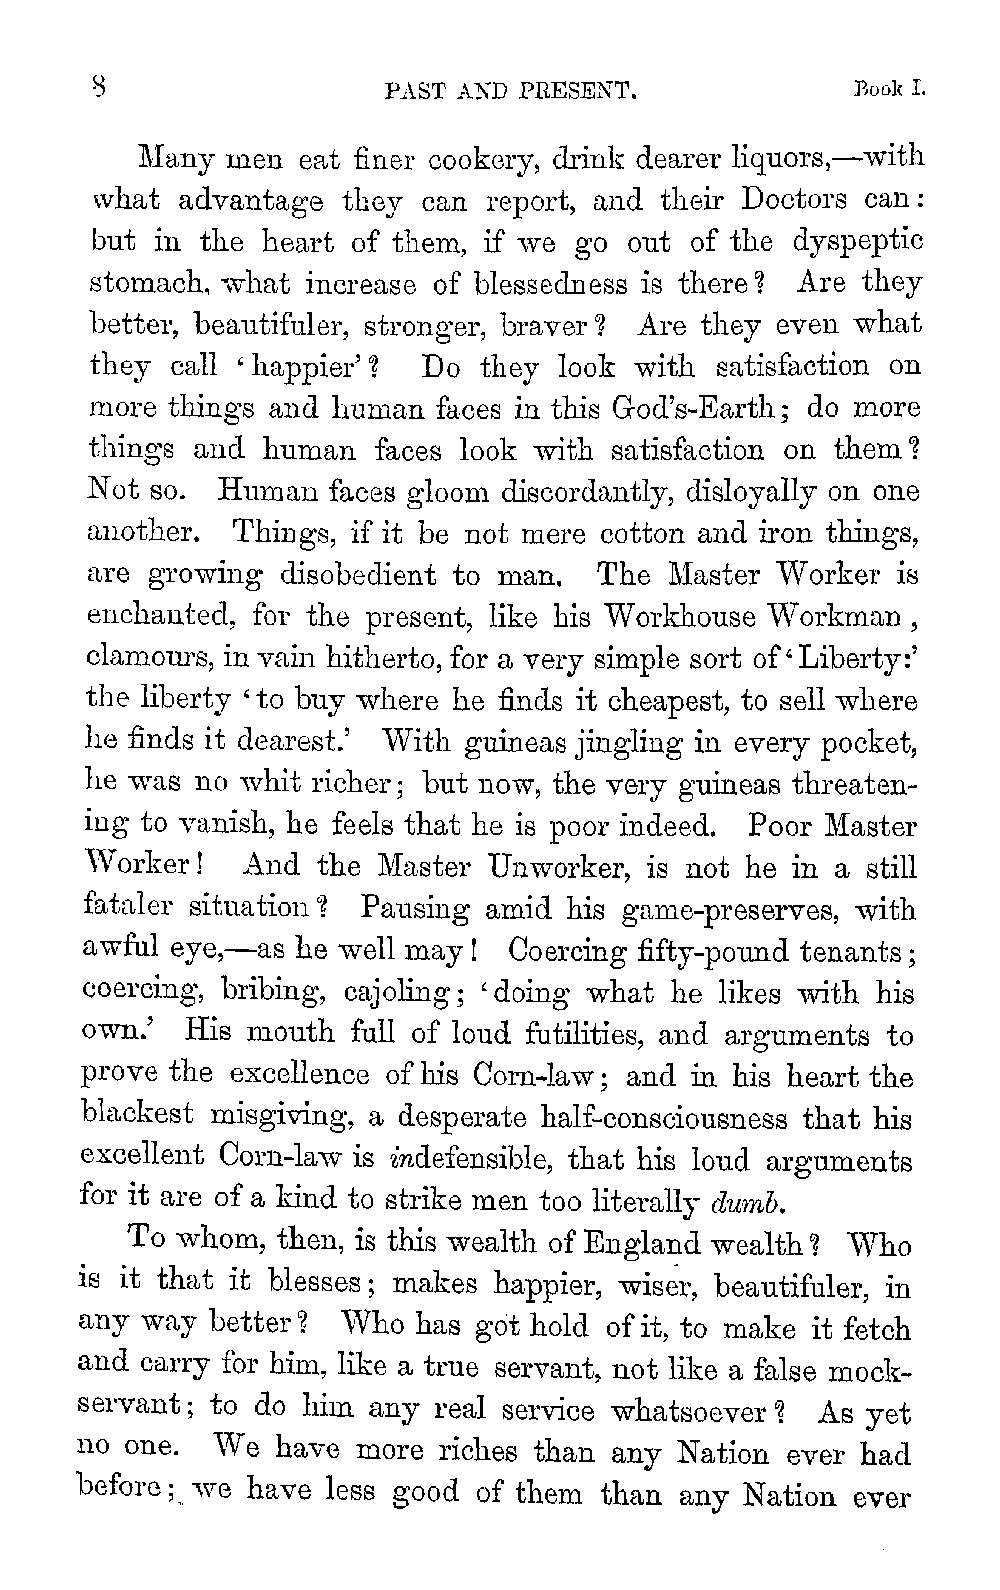 8 PAST AND PRESENT. Book I.
Many men eat finer cookery, drink dearer liquors,—with
what advantage they can report, and their Doctors can:
but in the heart of them, if we go out of the dyspeptic
stomach, what increase of blessedness is there? Are they
better, beautifuler, stronger, braver? Are they even what
they call ‘happier’? Do they look with satisfaction on
more things and human faces in this God’s-Earth; do more
things and human faces look with satisfaction on them?
Not so. Human faces gloom discordantly, disloyally on one
another. Things, if it be not mere cotton and iron things,
are growing disobedient to man. The Master Worker is
enchanted, for the present, like his Workhouse Workman,
clamours, in vain hitherto, for a very simple sort of ‘Liberty:’
the liberty ‘to buy where he finds it cheapest, to sell where
he finds it dearest.’ With guineas jingling in every pocket,
he was no whit richer; but now, the very guineas threaten-
ing to vanish, he feels that he is poor indeed. Poor Master
Worker! And the Master Unworker, is not he in a still
fataler situation? Pausing amid his game-preserves, with
awful eye,—as he well may! Coercing fifty-pound tenants;
coercing, bribing, cajoling; ‘doing what he likes with his
own.’ His mouth full of loud futilities, and arguments to
prove the excellence of his Corn-law; and in his heart the
blackest misgiving, a desperate half-consciousness that his
excellent Corn-law is indefensible, that his loud arguments
for it are of a kind to strike men too literally dumb.
To whom, then, is this wealth of England wealth? Who
is it that it blesses; makes happier, wiser, beautifuler, in
any way better? Who has got hold of it, to make it fetch
and carry for him, like a true servant, not like a false mock-
servant; to do him any real service whatsoever? As yet
no one. We have more riches than any Nation ever had
before; we have less good of them than any Nation ever